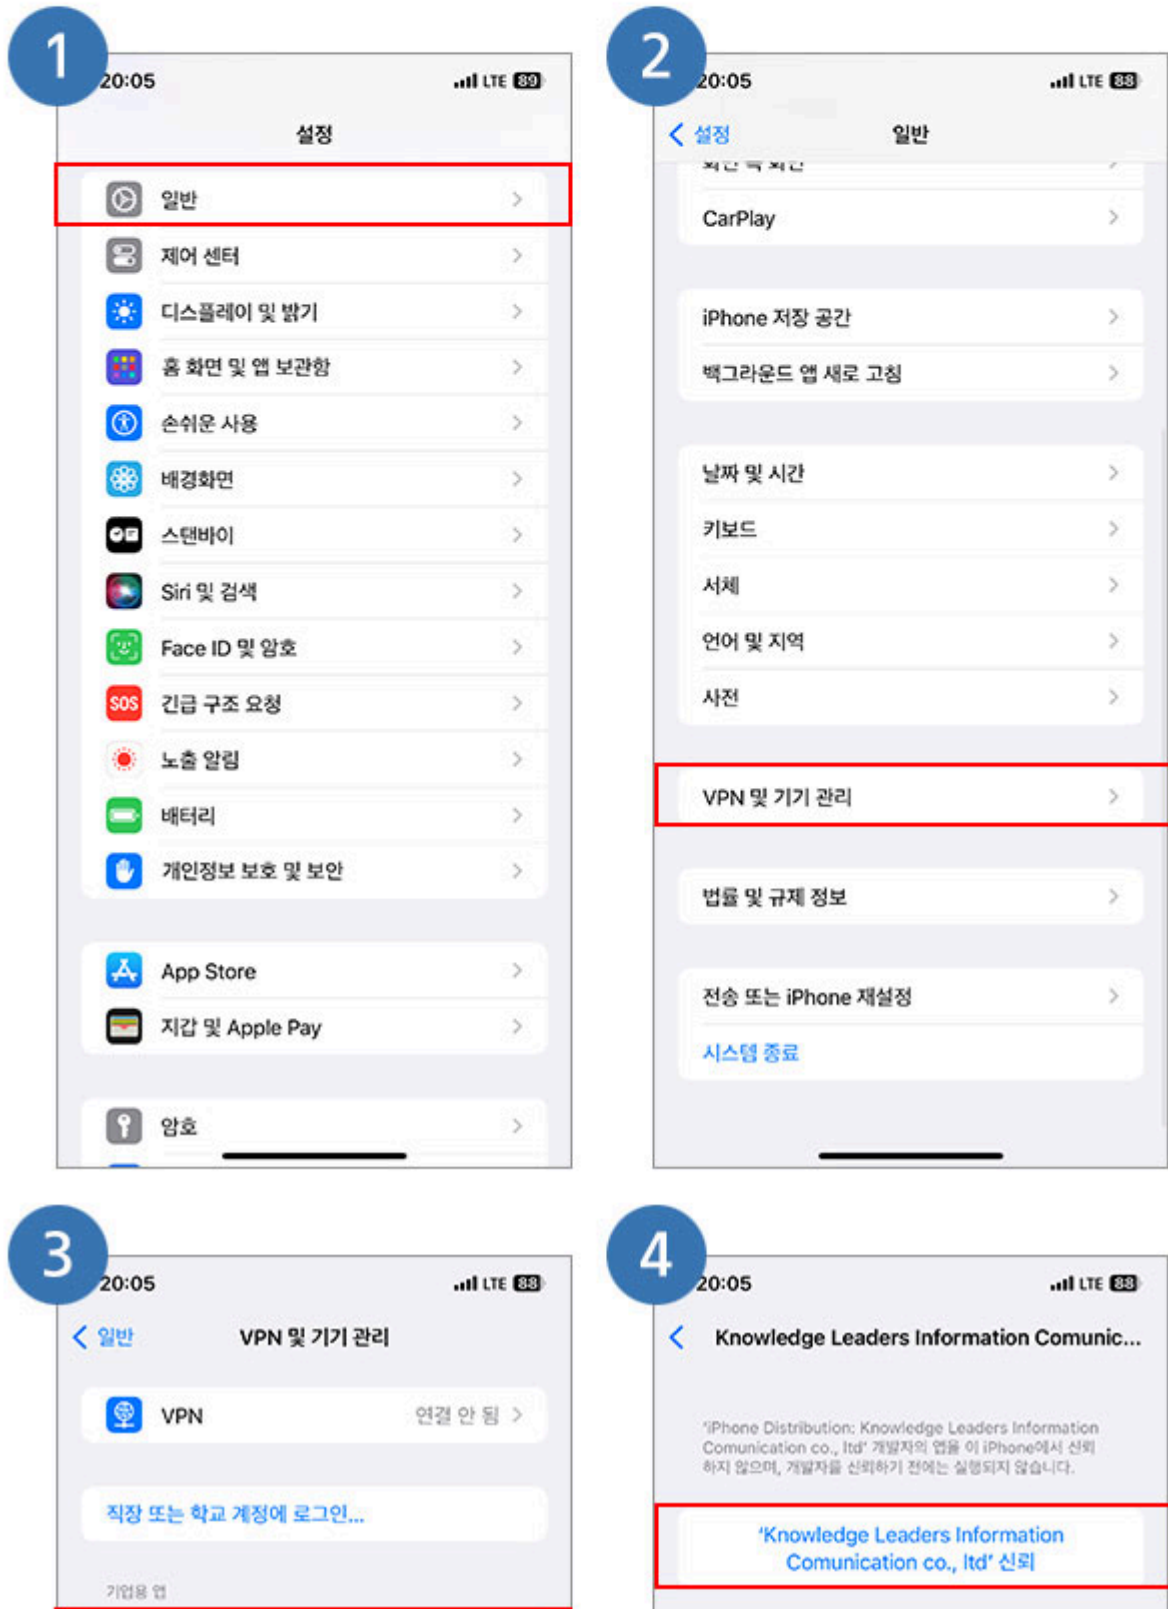 1
20:05
LTE 89
설정
일반
제어 센터
디스플레이 및 밝기
홈 화면 및 앱 보관함
손쉬운 사용
배경화면
스탠바이
Siri 및 검색
Face ID 및 암호
SOS 긴급 구조 요청
노출 알림
배터리
개인정보 보호 및 보안
App Store
지갑 및 Apple Pay
암호
2
20:05
LTE 88
설정
일반
CarPlay
iPhone 저장 공간
백그라운드 앱 새로 고침
날짜 및 시간
키보드
서체
언어 및 지역
사전
VPN 및 기기 관리
법률 및 규제 정보
전송 또는 iPhone 재설정
시스템 종료
3
20:05
LTE 88
일반
VPN 및 기기 관리
VPN 연결 안 됨
직장 또는 학교 계정에 로그인...
기업용 앱
4
20:05
LTE 88
Knowledge Leaders Information Comunic...
'iPhone Distribution: Knowledge Leaders Information
Comunication co., ltd' 개발자의 앱을 이 iPhone에서 신뢰
하지 않으며, 개발자를 신뢰하기 전에는 실행되지 않습니다.
'Knowledge Leaders Information
Comunication co., ltd' 신뢰